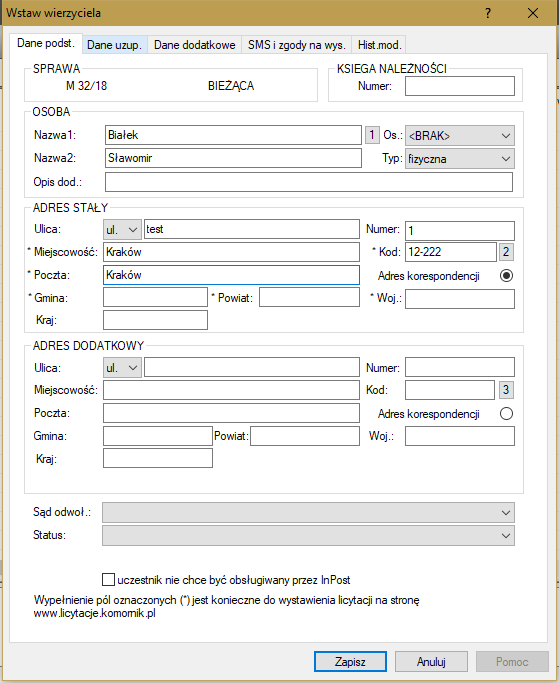 Wstaw wierzyciela ?
Dane podst. Dane uzup. Dane dodatkowe SMS i zgody na wys. Hist.mod.
SPRAWA KSIEGA NALEŻNOŚCI
M 32/18 BIEŻĄCA Numer:
OSOBA
Nazwa1: Białek 1 Os.: <BRAK>
Nazwa2: Sławomir Typ: fizyczna
Opis dod.:
ADRES STAŁY
Ulica: ul. test Numer: 1
* Miejscowość: Kraków * Kod: 12-222 2
* Poczta: Kraków Adres korespondencji
* Gmina: * Powiat: * Woj.:
Kraj:
ADRES DODATKOWY
Ulica: ul. Numer:
Miejscowość: Kod: 3
Poczta: Adres korespondencji
Gmina: Powiat: Woj.:
Kraj:
Sąd odwoł.:
Status:
uczestnik nie chce być obsługiwany przez InPost
Wypełnienie pól oznaczonych (*) jest konieczne do wystawienia licytacji na stronę
www.licytacje.komornik.pl
Zapisz Anuluj Pomoc